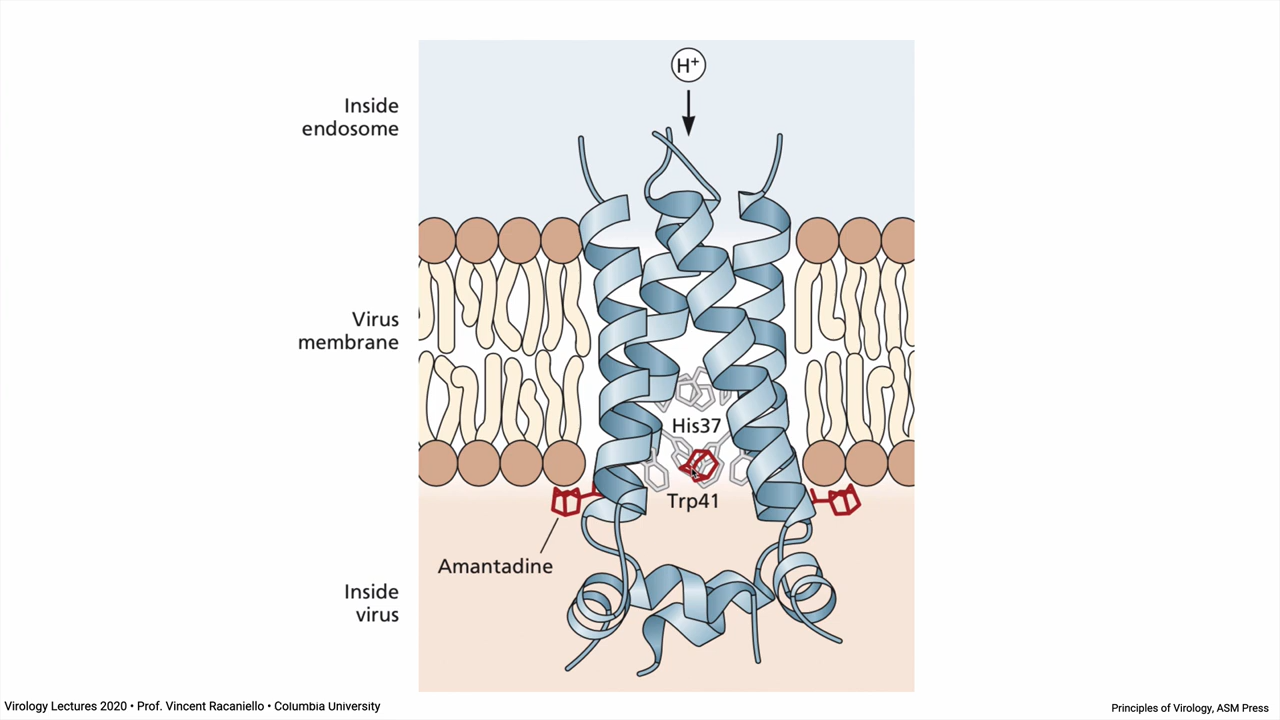 H+
Inside
endosome
Virus
membrane
His37
Trp41
Amantadine
Inside
virus
Virology Lectures 2020 • Prof. Vincent Racaniello • Columbia University
Principles of Virology, ASM Press